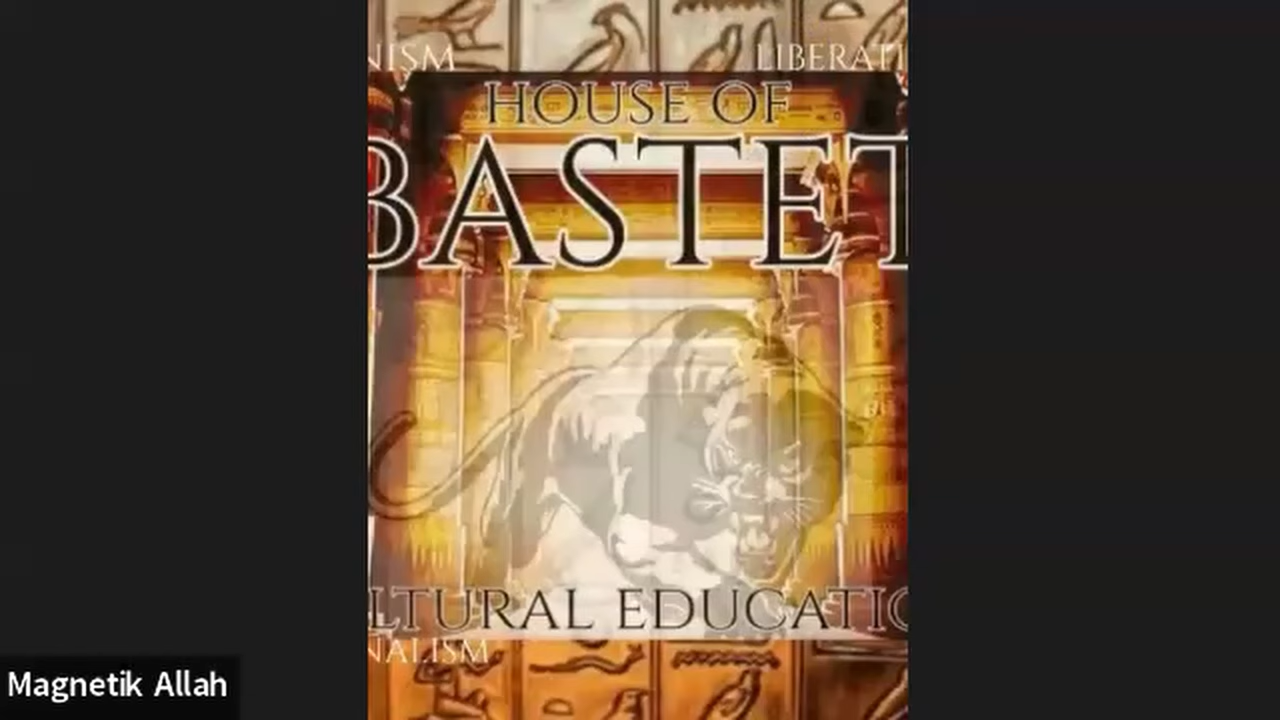 NISM LIBERATI
HOUSE OF
BASTET
LTURAL EDUCATIO
NALISM
Magnetik Allah